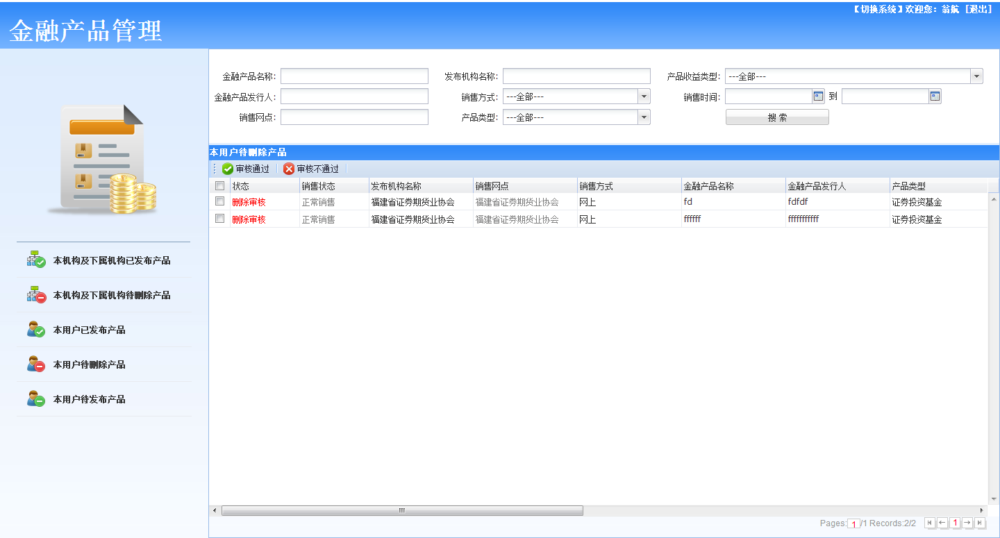 【切换系统】欢迎您：翁航 [退出]
金融产品管理
金融产品名称： 发布机构名称： 产品收益类型： ---全部---
金融产品发行人： 销售方式： ---全部--- 销售时间： 到
销售网点： 产品类型： ---全部--- 搜 索
本用户待删除产品
审核通过 审核不通过
状态 销售状态 发布机构名称 销售网点 销售方式 金融产品名称 金融产品发行人 产品类型
删除审核 正常销售 福建省证券期货业协会 福建省证券期货业协会 网上 fd fdfdf 证券投资基金
删除审核 正常销售 福建省证券期货业协会 福建省证券期货业协会 网上 ffffff fffffffffff 证券投资基金
本机构及下属机构已发布产品
本机构及下属机构待删除产品
本用户已发布产品
本用户待删除产品
本用户待发布产品
Pages: 1 /1 Records:2/2 1